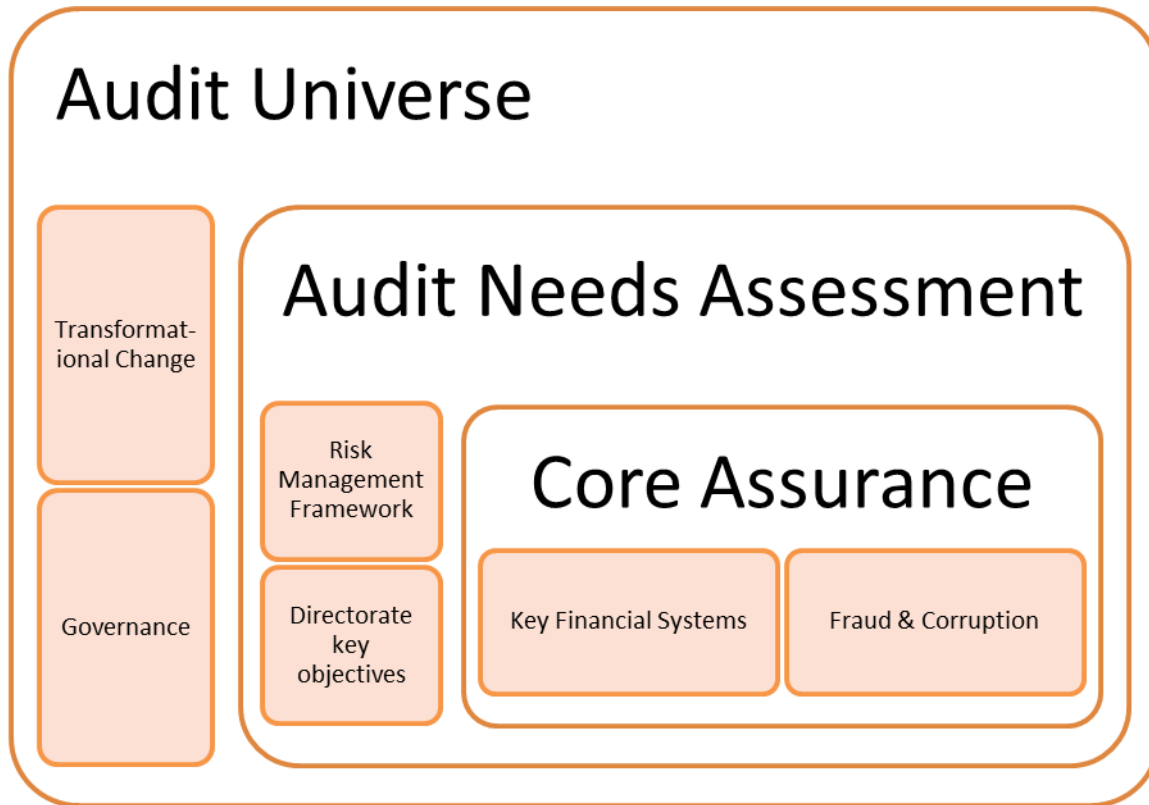 Audit Universe
Transformat-
ional Change
Governance
Audit Needs Assessment
Risk
Management
Framework
Directorate
key
objectives
Core Assurance
Key Financial Systems
Fraud & Corruption